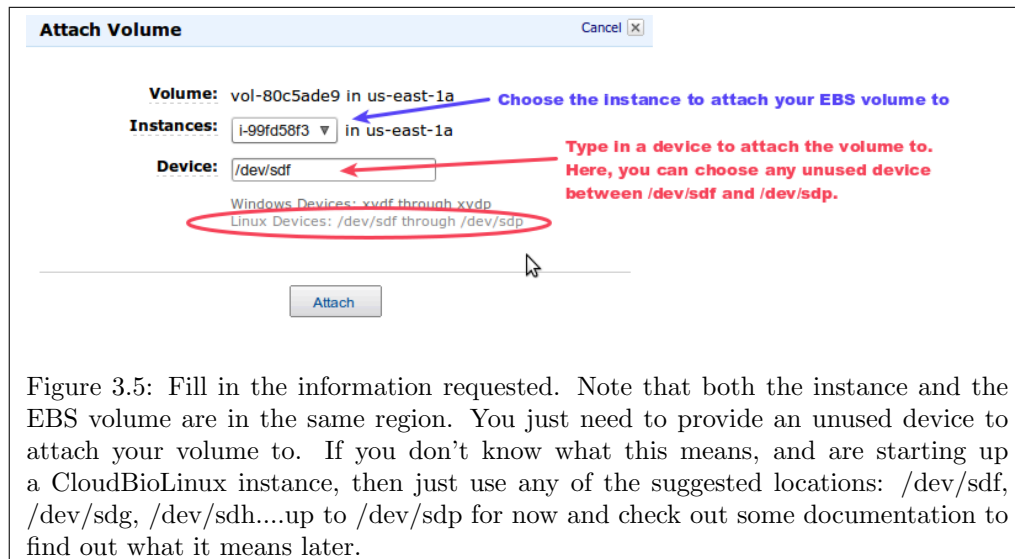 Attach Volume
Cancel
Volume: vol-80c5ade9 in us-east-1a
Choose the instance to attach your EBS volume to
Instances: i-99fd58f3 in us-east-1a
Type in a device to attach the volume to.
Device: /dev/sdf
Here, you can choose any unused device
between /dev/sdf and /dev/sdp.
Windows Devices: xvdf through xvdp
Linux Devices: /dev/sdf through /dev/sdp
Attach
Figure 3.5: Fill in the information requested. Note that both the instance and the
EBS volume are in the same region. You just need to provide an unused device to
attach your volume to. If you don't know what this means, and are starting up
a CloudBioLinux instance, then just use any of the suggested locations: /dev/sdf,
/dev/sdg, /dev/sdh....up to /dev/sdp for now and check out some documentation to
find out what it means later.